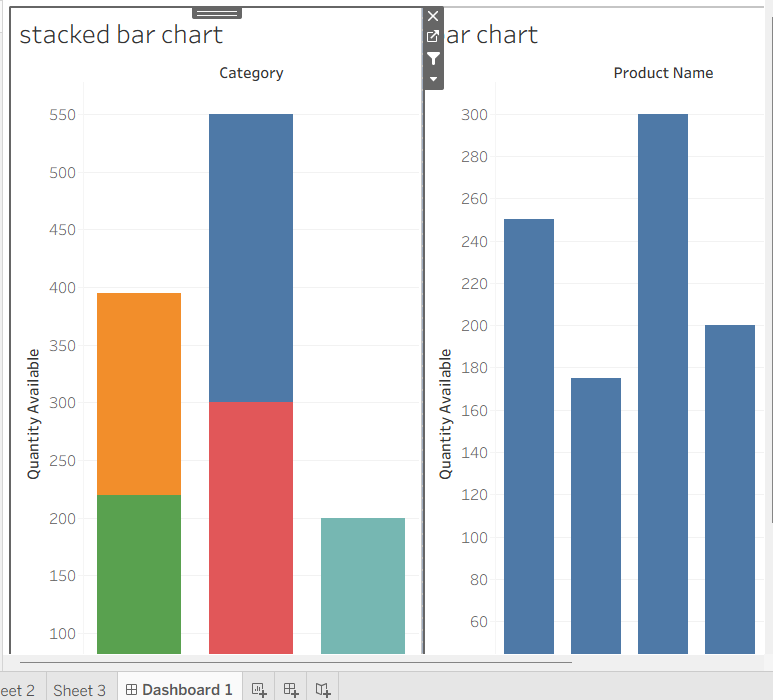 stacked bar chart
Category
550
500
450
400
350
300
250
200
150
100
Quantity Available
ar chart
Product Name
300
280
260
240
220
200
180
160
140
120
100
80
60
Quantity Available
eet 2
Sheet 3
Dashboard 1